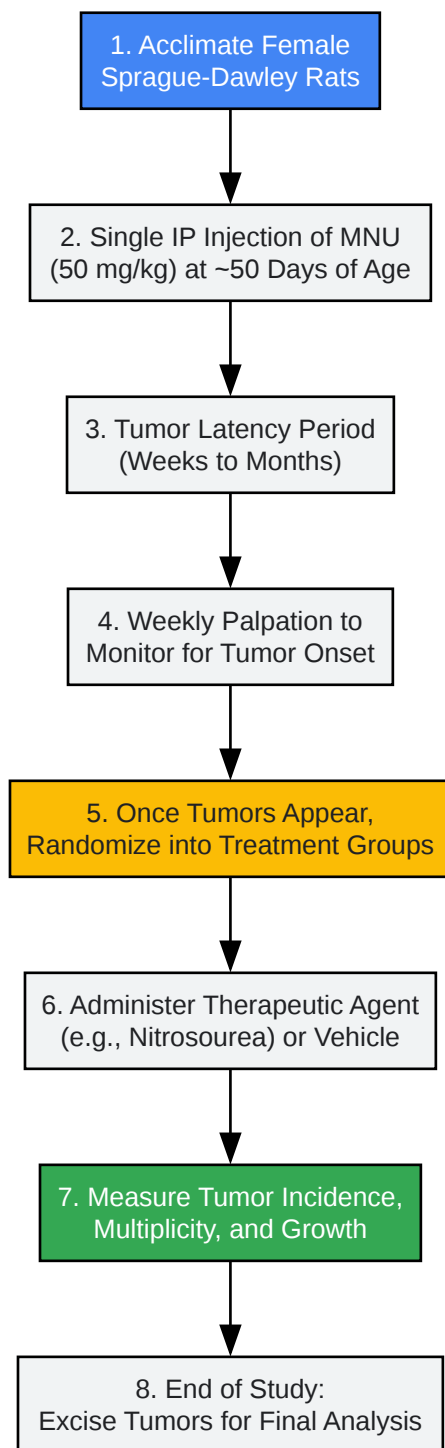 1. Acclimate Female
Sprague-Dawley Rats
2. Single IP Injection of MNU
(50 mg/kg) at ~50 Days of Age
3. Tumor Latency Period
(Weeks to Months)
4. Weekly Palpation to
Monitor for Tumor Onset
5. Once Tumors Appear,
Randomize into Treatment Groups
6. Administer Therapeutic Agent
(e.g., Nitrosourea) or Vehicle
7. Measure Tumor Incidence,
Multiplicity, and Growth
8. End of Study:
Excise Tumors for Final Analysis